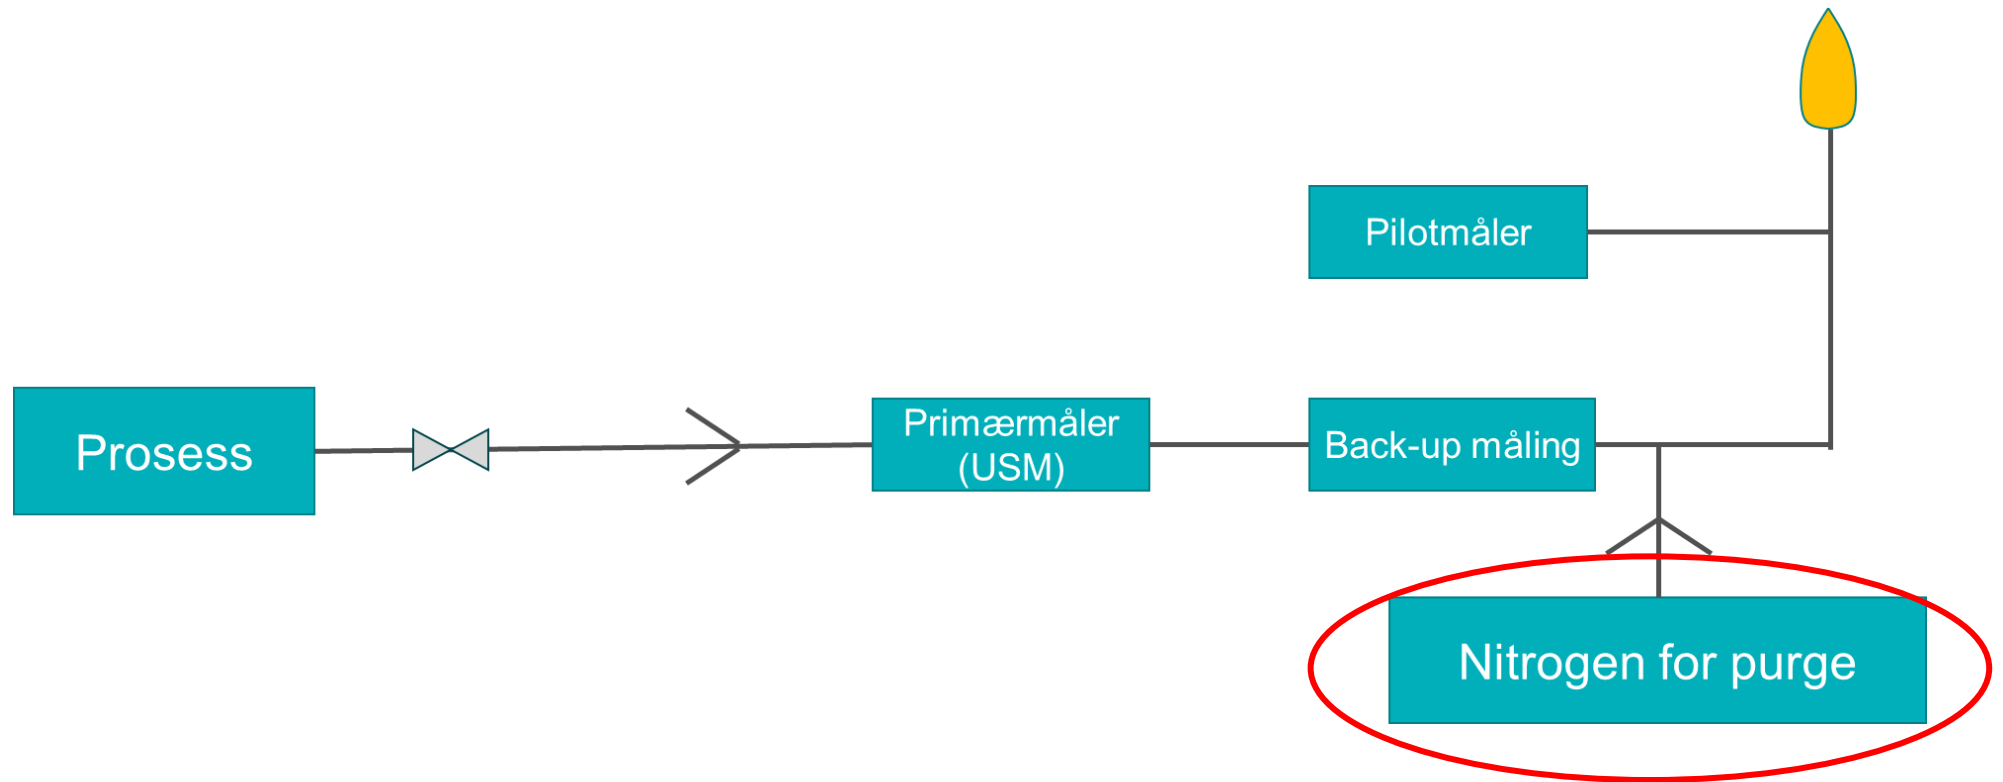 Pilotmåler
Prosess
Primærmåler
(USM)
Back-up måling
Nitrogen for purge